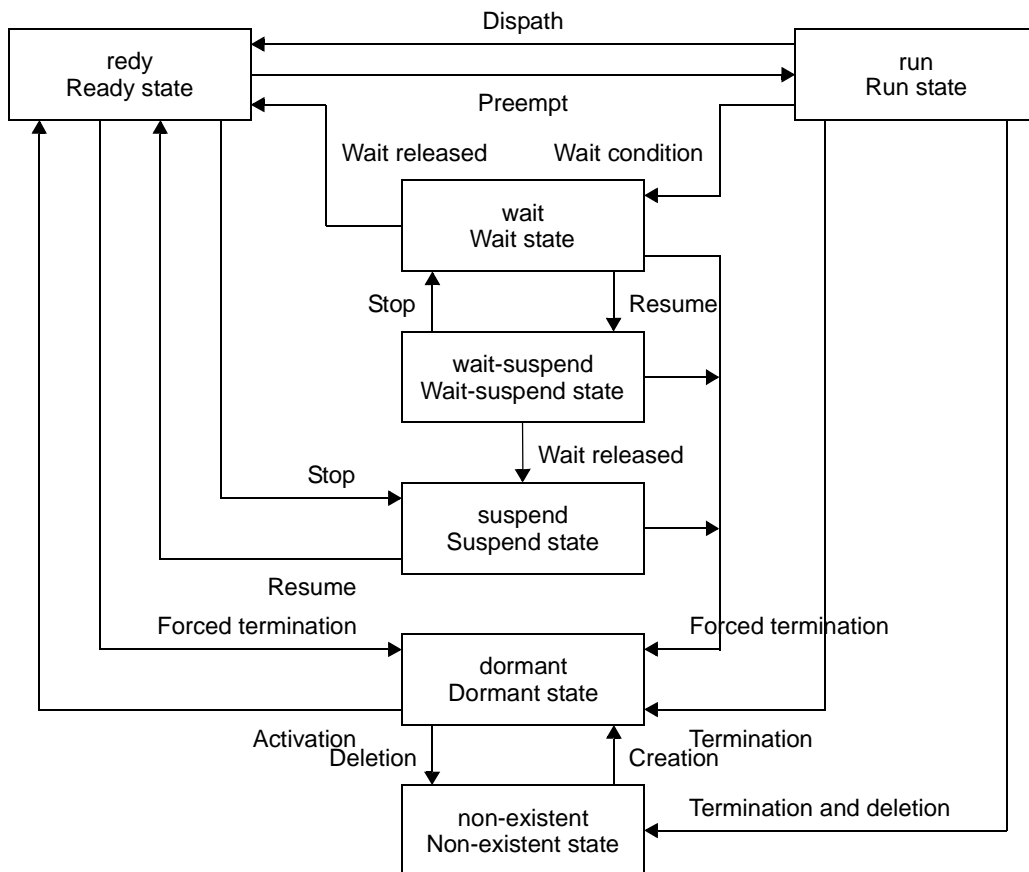 Dispath
redy
Ready state
run
Run state
Preempt
Wait released
Wait condition
wait
Wait state
Stop
Resume
wait-suspend
Wait-suspend state
Wait released
Stop
suspend
Suspend state
Resume
Forced termination
Forced termination
dormant
Dormant state
Activation
Termination
Deletion
Creation
non-existent
Non-existent state
Termination and deletion